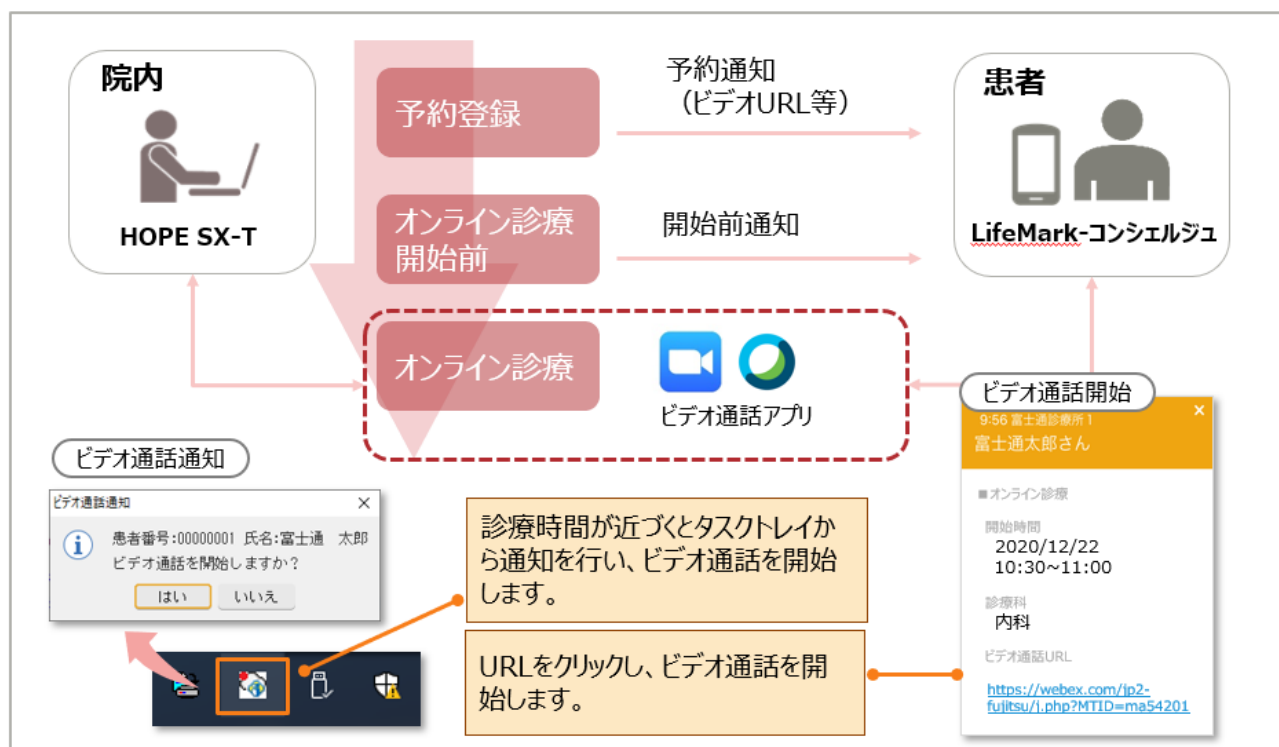 院内
HOPE SX-T
予約登録
予約通知
（ビデオURL等）
患者
LifeMark-コンシェルジュ
オンライン診療
開始前
開始前通知
オンライン診療
ビデオ通話アプリ
ビデオ通話通知
ビデオ通話通知
患者番号:00000001 氏名:富士通　太郎
ビデオ通話を開始しますか？
はい
いいえ
診療時間が近づくとタスクトレイか
ら通知を行い、ビデオ通話を開始
します。
URLをクリックし、ビデオ通話を開
始します。
ビデオ通話開始
9:56 富士通診療所1
富士通太郎さん
■オンライン診療
開始時間
2020/12/22
10:30~11:00
診療科
内科
ビデオ通話URL
https://webex.com/jp2-
fujitsu/j.php?MTID=ma54201